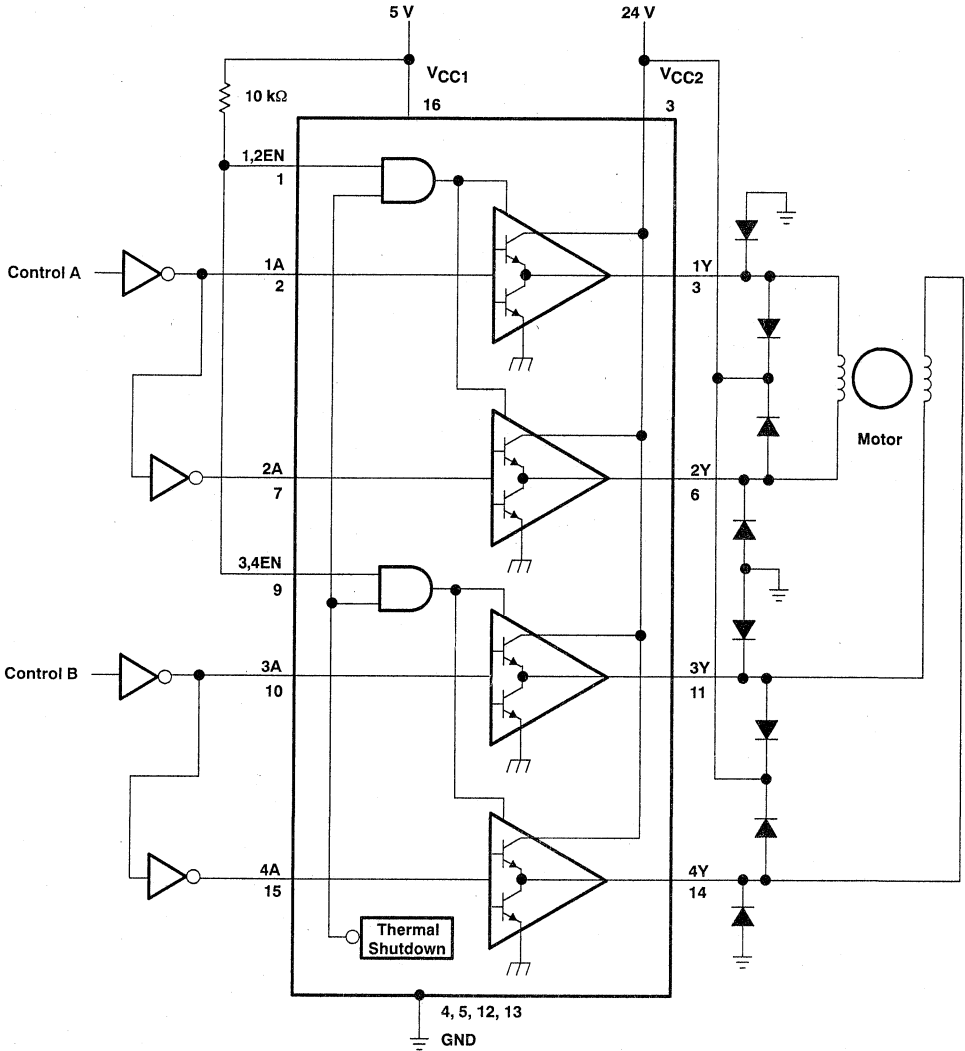 5 V
24 V
VCC1
VCC2
10 kΩ
16
3
1,2EN
1
Control A
1A
2
1Y
3
Motor
2A
7
2Y
6
3,4EN
9
Control B
3A
10
3Y
11
4A
15
4Y
14
Thermal
Shutdown
4, 5, 12, 13
GND